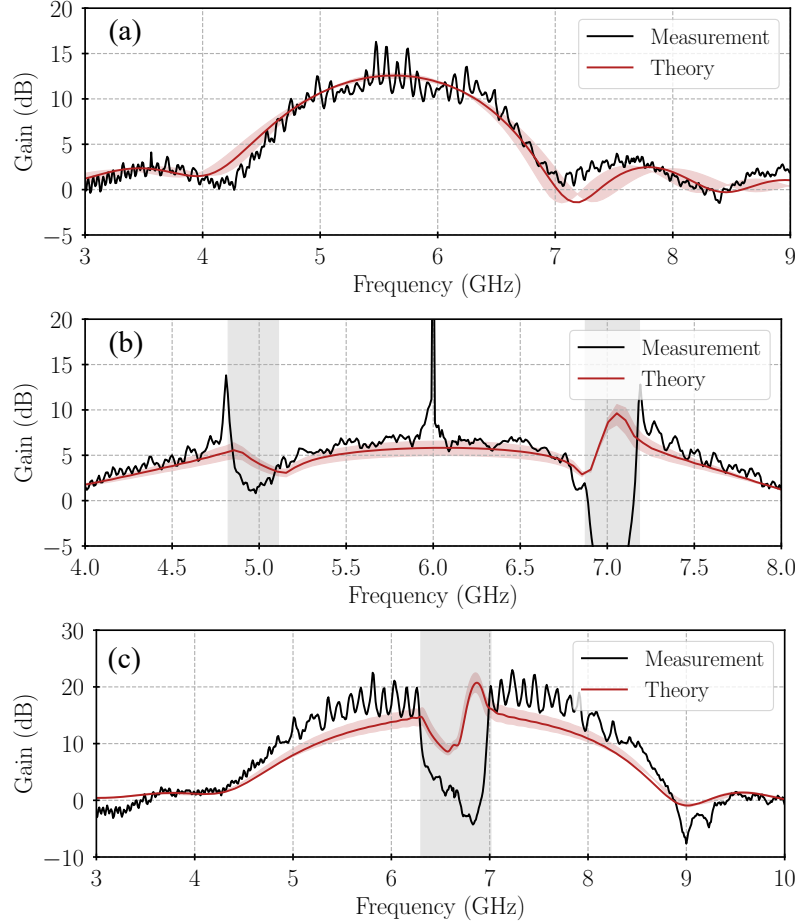 (a)
Measurement
Theory
20
15
10
5
0
−5
Gain (dB)
3 4 5 6 7 8 9
Frequency (GHz)
(b)
Measurement
Theory
20
15
10
5
0
−5
Gain (dB)
4.0 4.5 5.0 5.5 6.0 6.5 7.0 7.5 8.0
Frequency (GHz)
(c)
Measurement
Theory
30
20
10
0
−10
Gain (dB)
3 4 5 6 7 8 9 10
Frequency (GHz)